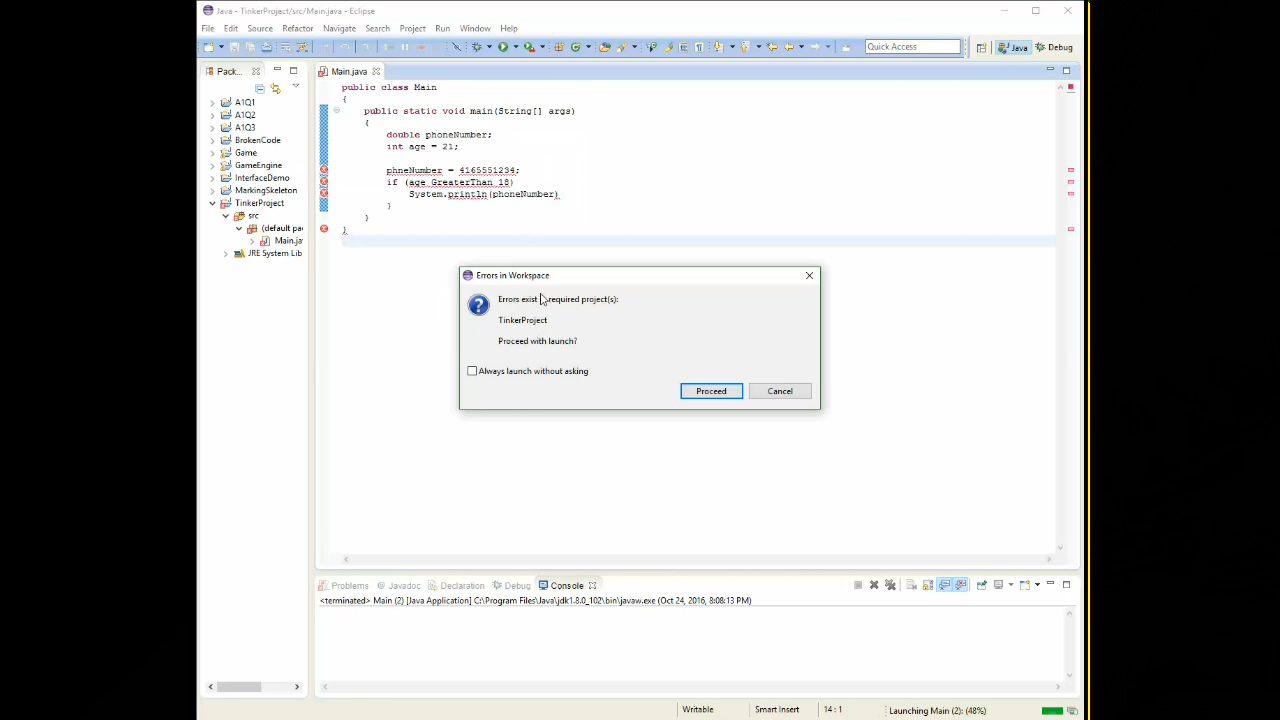 Java - TinkerProject/src/Main.java - Eclipse
File Edit Source Refactor Navigate Search Project Run Window Help
Quick Access Java Debug
Pack...
Main.java
A1Q1
A1Q2
A1Q3
BrokenCode
Game
GameEngine
InterfaceDemo
MarkingSkeleton
TinkerProject
src
(default pa
Main.ja
JRE System Lib
public class Main
{
public static void main(String[] args)
{
double phoneNumber;
int age = 21;
phneNumber = 4165551234;
if (age GreaterThan 18)
System.println(phoneNumber)
}
}
}
Errors in Workspace
Errors exist required project(s):
TinkerProject
Proceed with launch?
Always launch without asking
Proceed Cancel
Problems Javadoc Declaration Debug Console
<terminated> Main (2) [Java Application] C:\Program Files\Java\jdk1.8.0_102\bin\javaw.exe (Oct 24, 2016, 8:08:13 PM)
Writable Smart Insert 14 : 1 Launching Main (2): (48%)